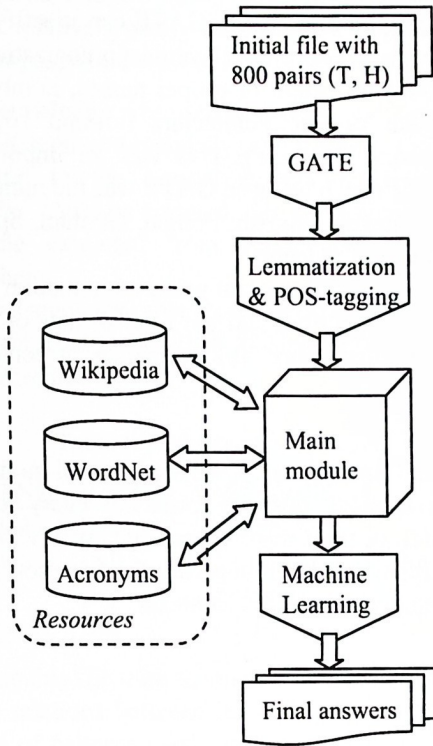 Initial file with
800 pairs (T, H)
GATE
Lemmatization
& POS-tagging
Wikipedia
WordNet
Acronyms
Resources
Main
module
Machine
Learning
Final answers